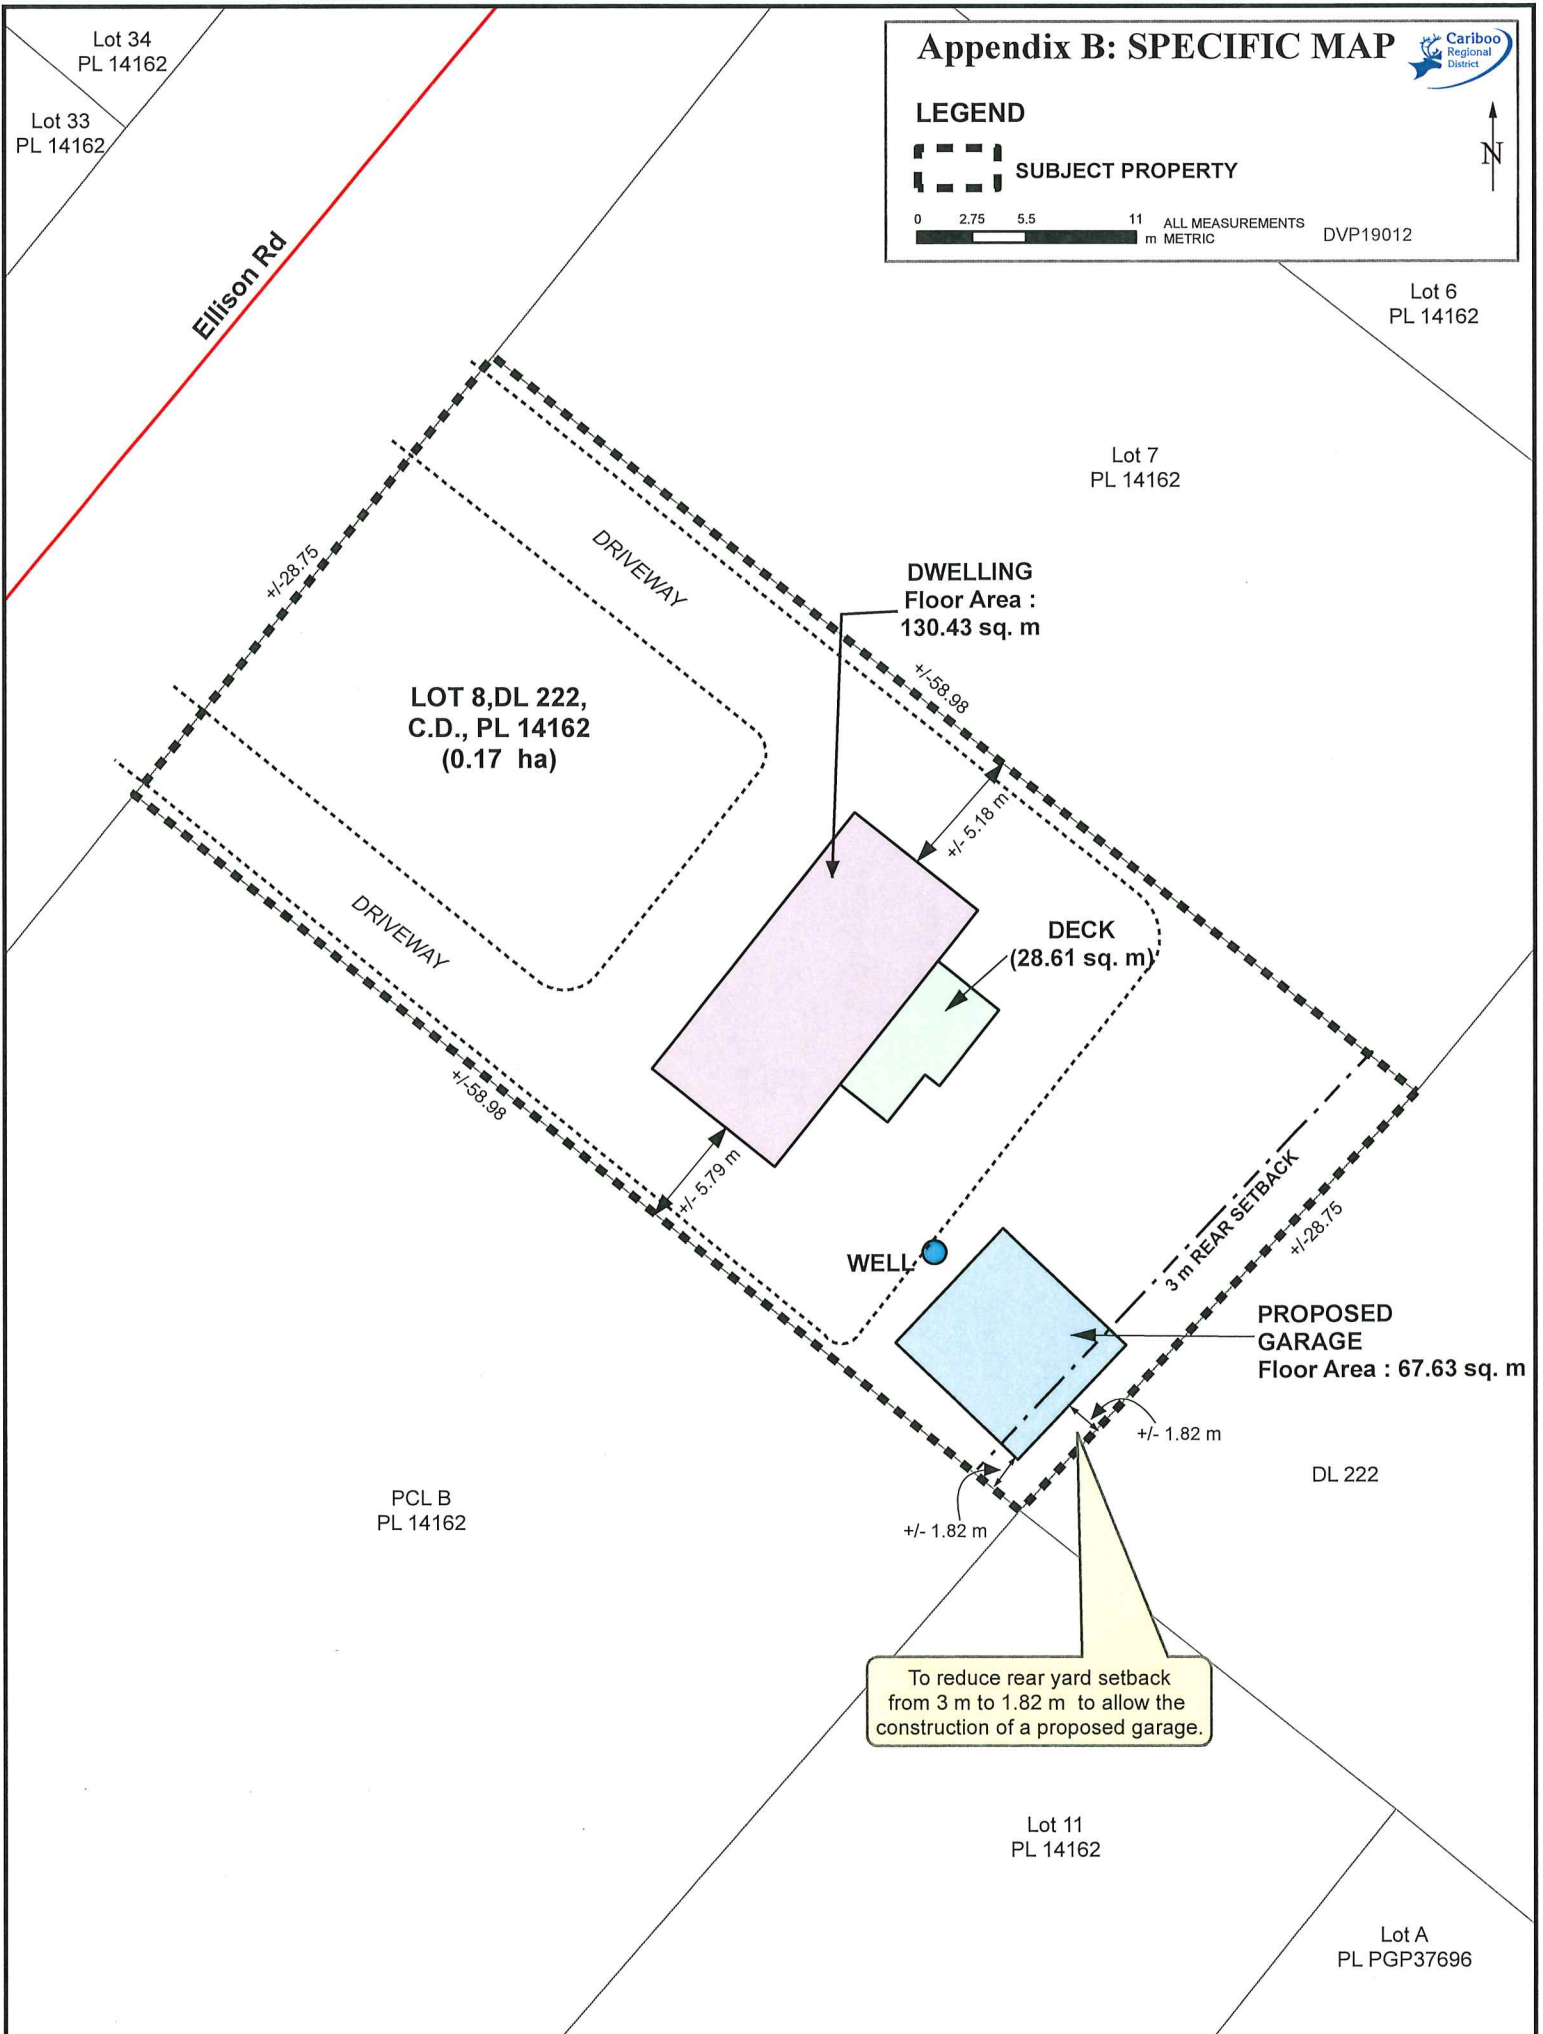 Lot 34
PL 14162
Lot 33
PL 14162
Appendix B: SPECIFIC MAP
Cariboo
Regional
District
LEGEND
SUBJECT PROPERTY
N
0 2.75 5.5 11
m
ALL MEASUREMENTS
METRIC
DVP19012
Ellison Rd
Lot 6
PL 14162
Lot 7
PL 14162
DRIVEWAY
+/-28.75
DWELLING
Floor Area :
130.43 sq. m
+/-58.98
LOT 8,DL 222,
C.D., PL 14162
(0.17 ha)
+/- 5.18 m
DRIVEWAY
DECK
(28.61 sq. m)
+/-58.98
+/- 5.79 m
3 m REAR SETBACK
+/-28.75
WELL
PROPOSED
GARAGE
Floor Area : 67.63 sq. m
+/- 1.82 m
DL 222
PCL B
PL 14162
+/- 1.82 m
To reduce rear yard setback
from 3 m to 1.82 m to allow the
construction of a proposed garage.
Lot 11
PL 14162
Lot A
PL PGP37696